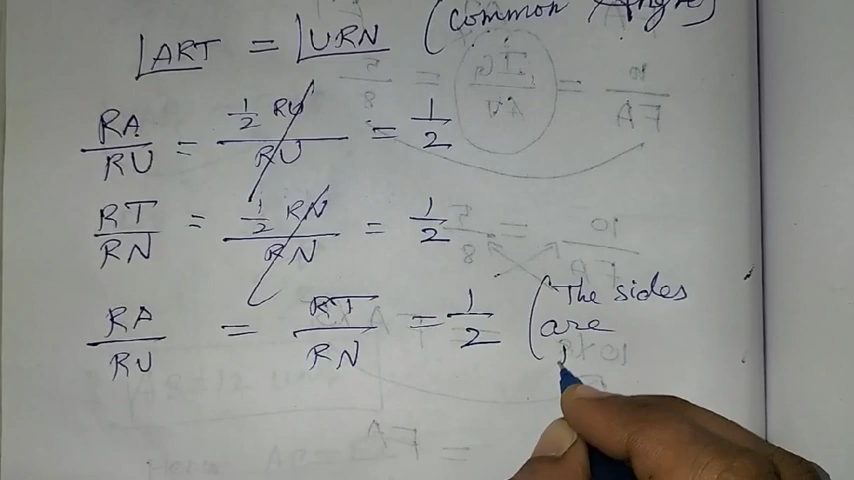 ∠ART = ∠URN (common Angle)
RA/RU = 1/2 RU / RU = 1/2
RT/RN = 1/2 RN / RN = 1/2
RA/RU = RT/RN = 1/2 (The sides
are